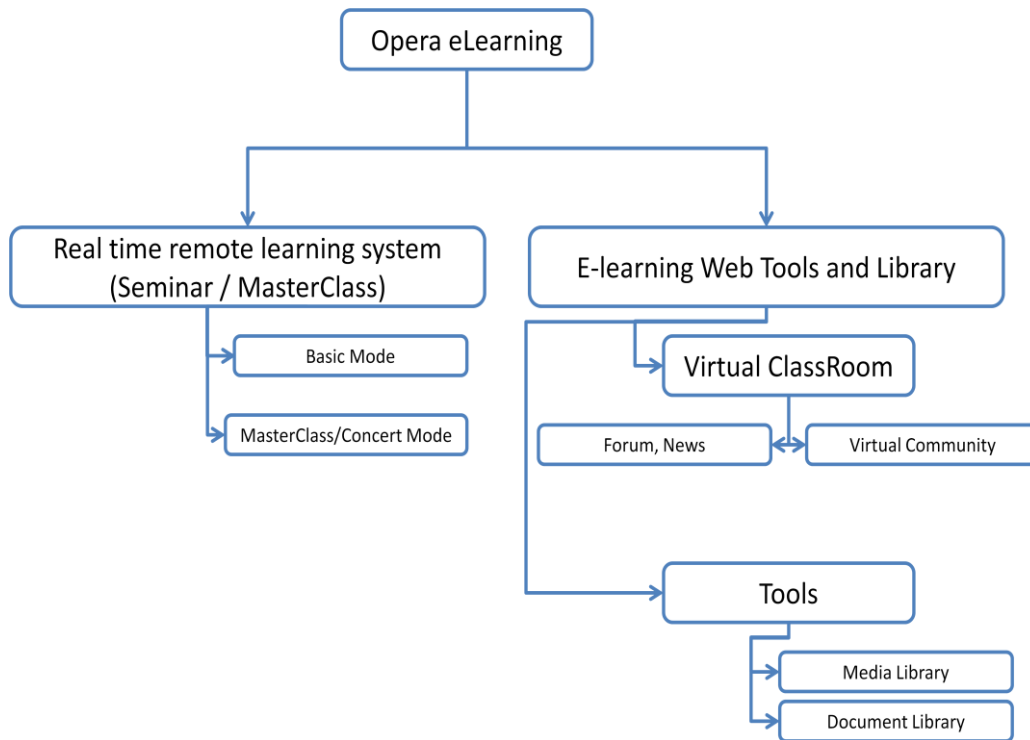 Opera eLearning
Real time remote learning system
(Seminar / MasterClass)
E-learning Web Tools and Library
Basic Mode
Virtual ClassRoom
MasterClass/Concert Mode
Forum, News
Virtual Community
Tools
Media Library
Document Library